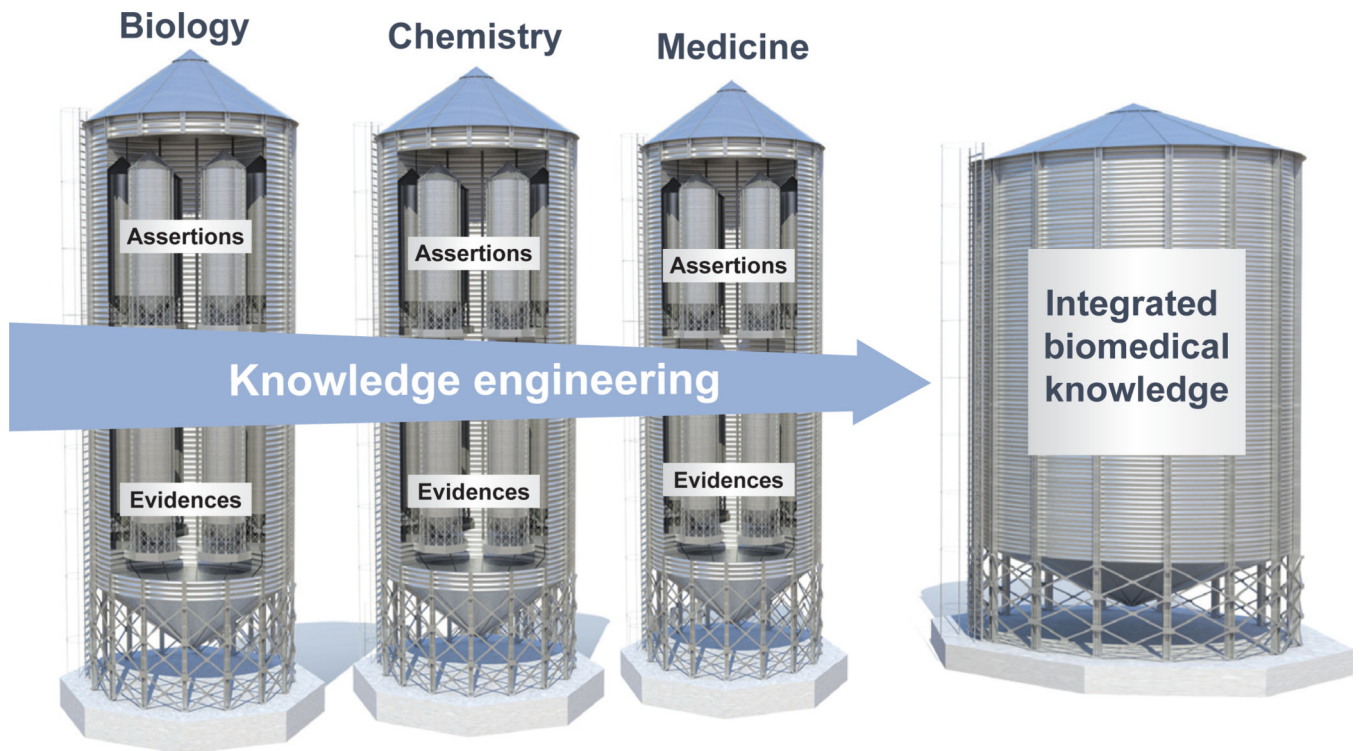 Biology
Chemistry
Medicine
Assertions
Assertions
Assertions
Knowledge engineering
Evidences
Evidences
Evidences
Integrated
biomedical
knowledge